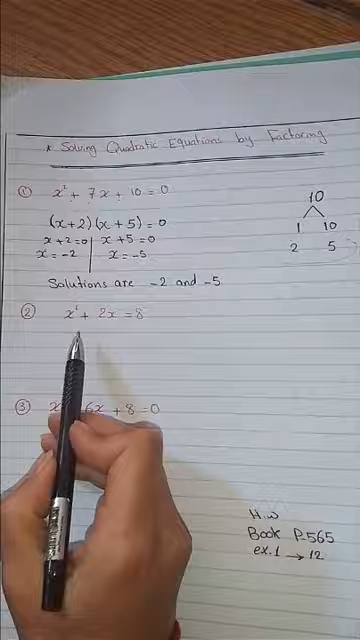 * Solving Quadratic Equations by Factoring
① x² + 7x + 10 = 0
(x+2)(x+5) = 0
x+2=0 | x+5=0
x=-2 | x=-5
10
1 10
2 5
Solutions are -2 and -5
② x² + 2x = 8
③ x 6x + 8 = 0
H.W
Book P.565
ex.1 → 12